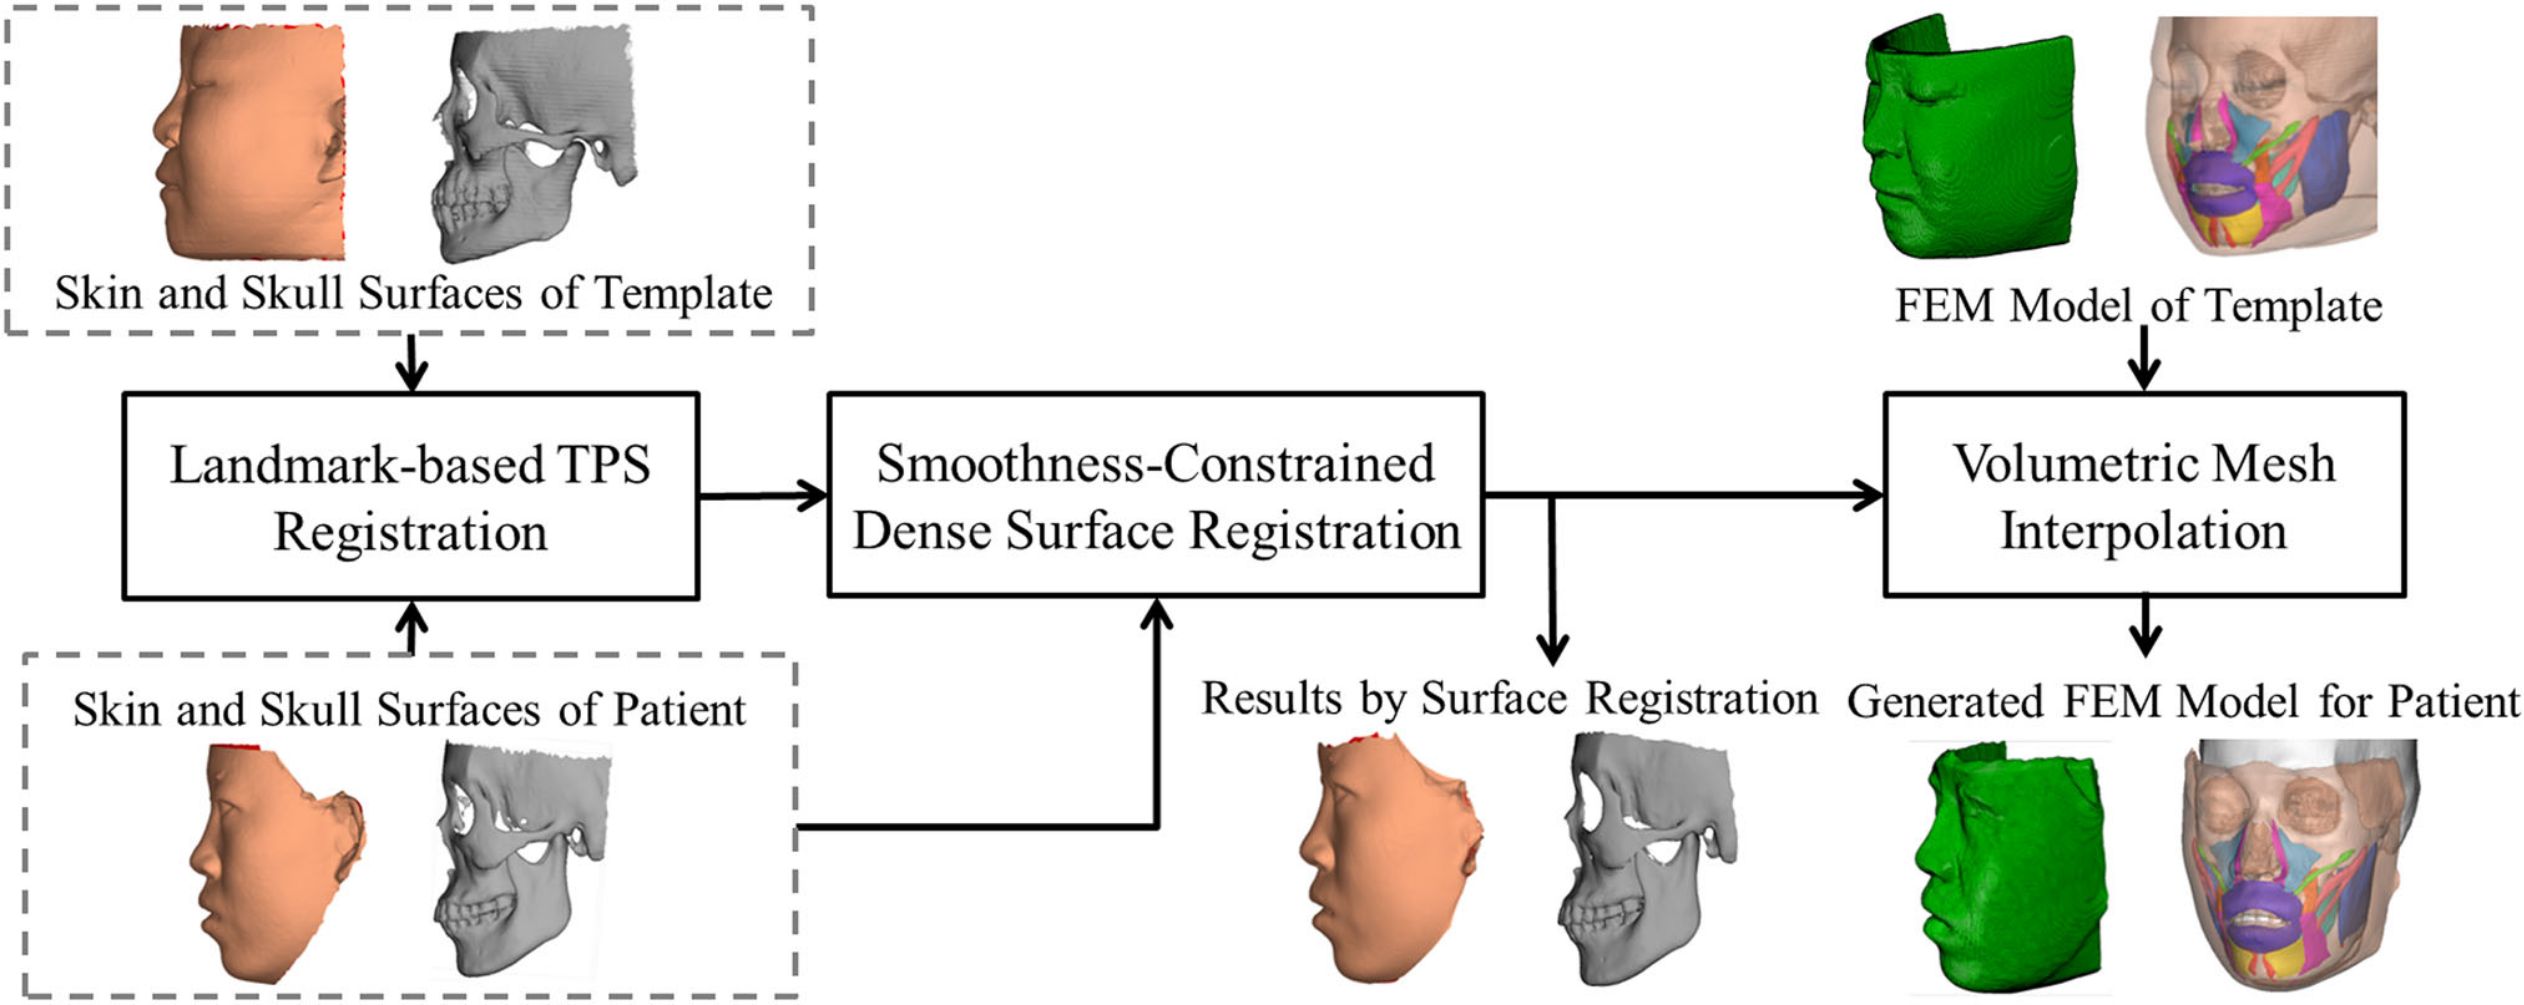 Skin and Skull Surfaces of Template
FEM Model of Template
Landmark-based TPS
Registration
Smoothness-Constrained
Dense Surface Registration
Volumetric Mesh
Interpolation
Skin and Skull Surfaces of Patient
Results by Surface Registration
Generated FEM Model for Patient